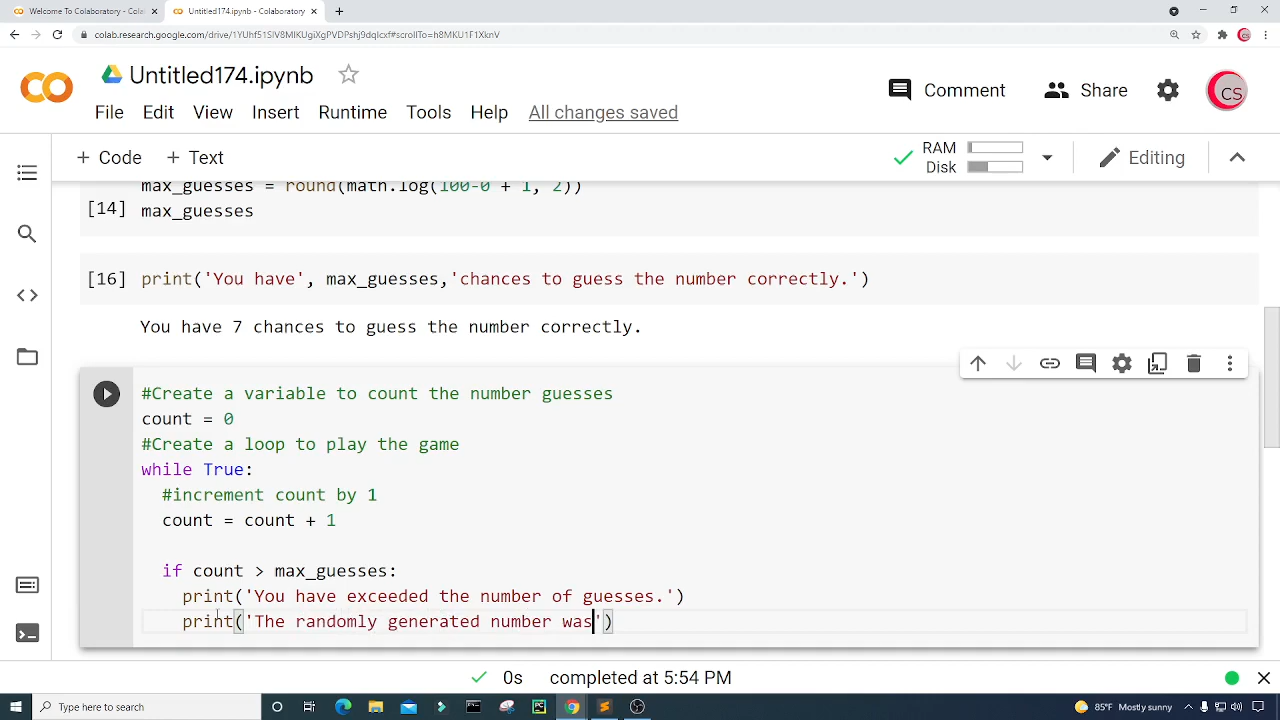 Welcome To Colaboratory - Colal
Untitled174.ipynb - Colaboratory
colab.research.google.com/drive/1YUhf51SIV8MIKUgiXgPVDPshj9dqIcxf#scrollTo=h8MKU1F1XknV
Untitled174.ipynb
Comment
Share
CS
File Edit View Insert Runtime Tools Help All changes saved
+ Code + Text
RAM
Disk
Editing
max_guesses = round(math.log(100-0 + 1, 2))
[14] max_guesses
[16] print('You have', max_guesses,'chances to guess the number correctly.')
You have 7 chances to guess the number correctly.
#Create a variable to count the number guesses
count = 0
#Create a loop to play the game
while True:
#increment count by 1
count = count + 1
if count > max_guesses:
print('You have exceeded the number of guesses.')
print('The randomly generated number was')
0s completed at 5:54 PM
Type here to search
85°F Mostly sunny